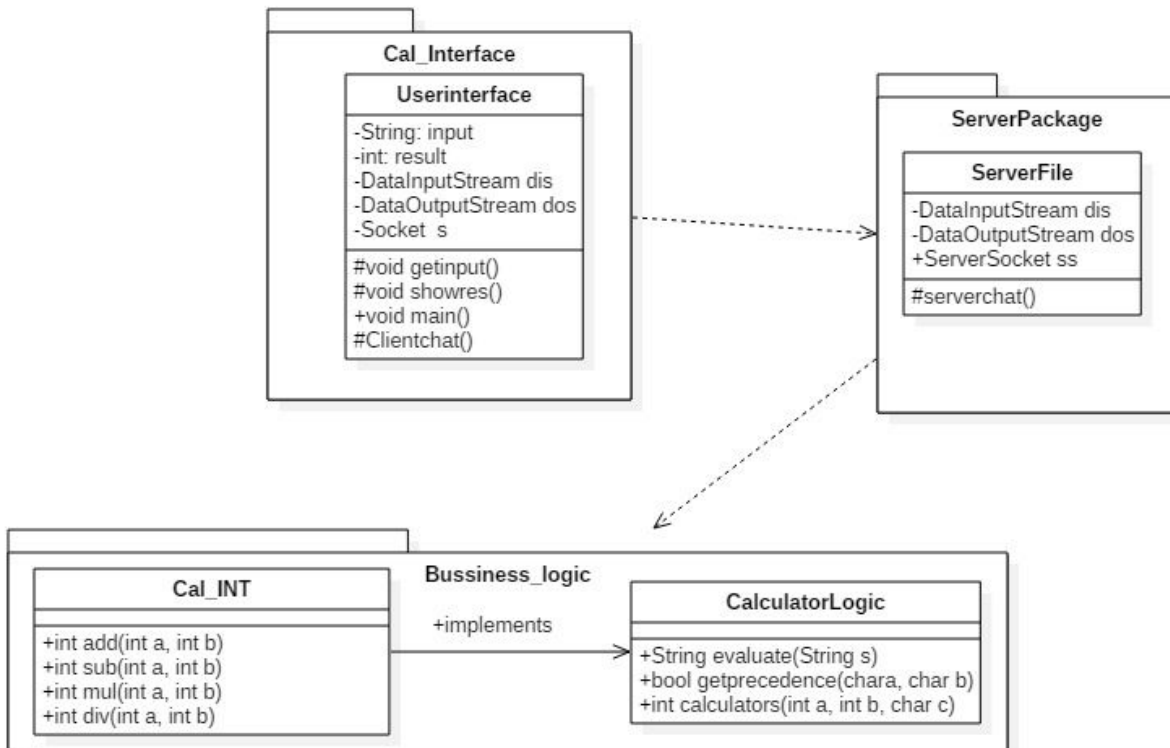 Cal_Interface
Userinterface
-String: input
-int: result
-DataInputStream dis
-DataOutputStream dos
-Socket  s
#void getinput()
#void showres()
+void main()
#Clientchat()
ServerPackage
ServerFile
-DataInputStream dis
-DataOutputStream dos
+ServerSocket ss
#serverchat()
Bussiness_logic
Cal_INT
+int add(int a, int b)
+int sub(int a, int b)
+int mul(int a, int b)
+int div(int a, int b)
+implements
CalculatorLogic
+String evaluate(String s)
+bool getprecedence(chara, char b)
+int calculators(int a, int b, char c)